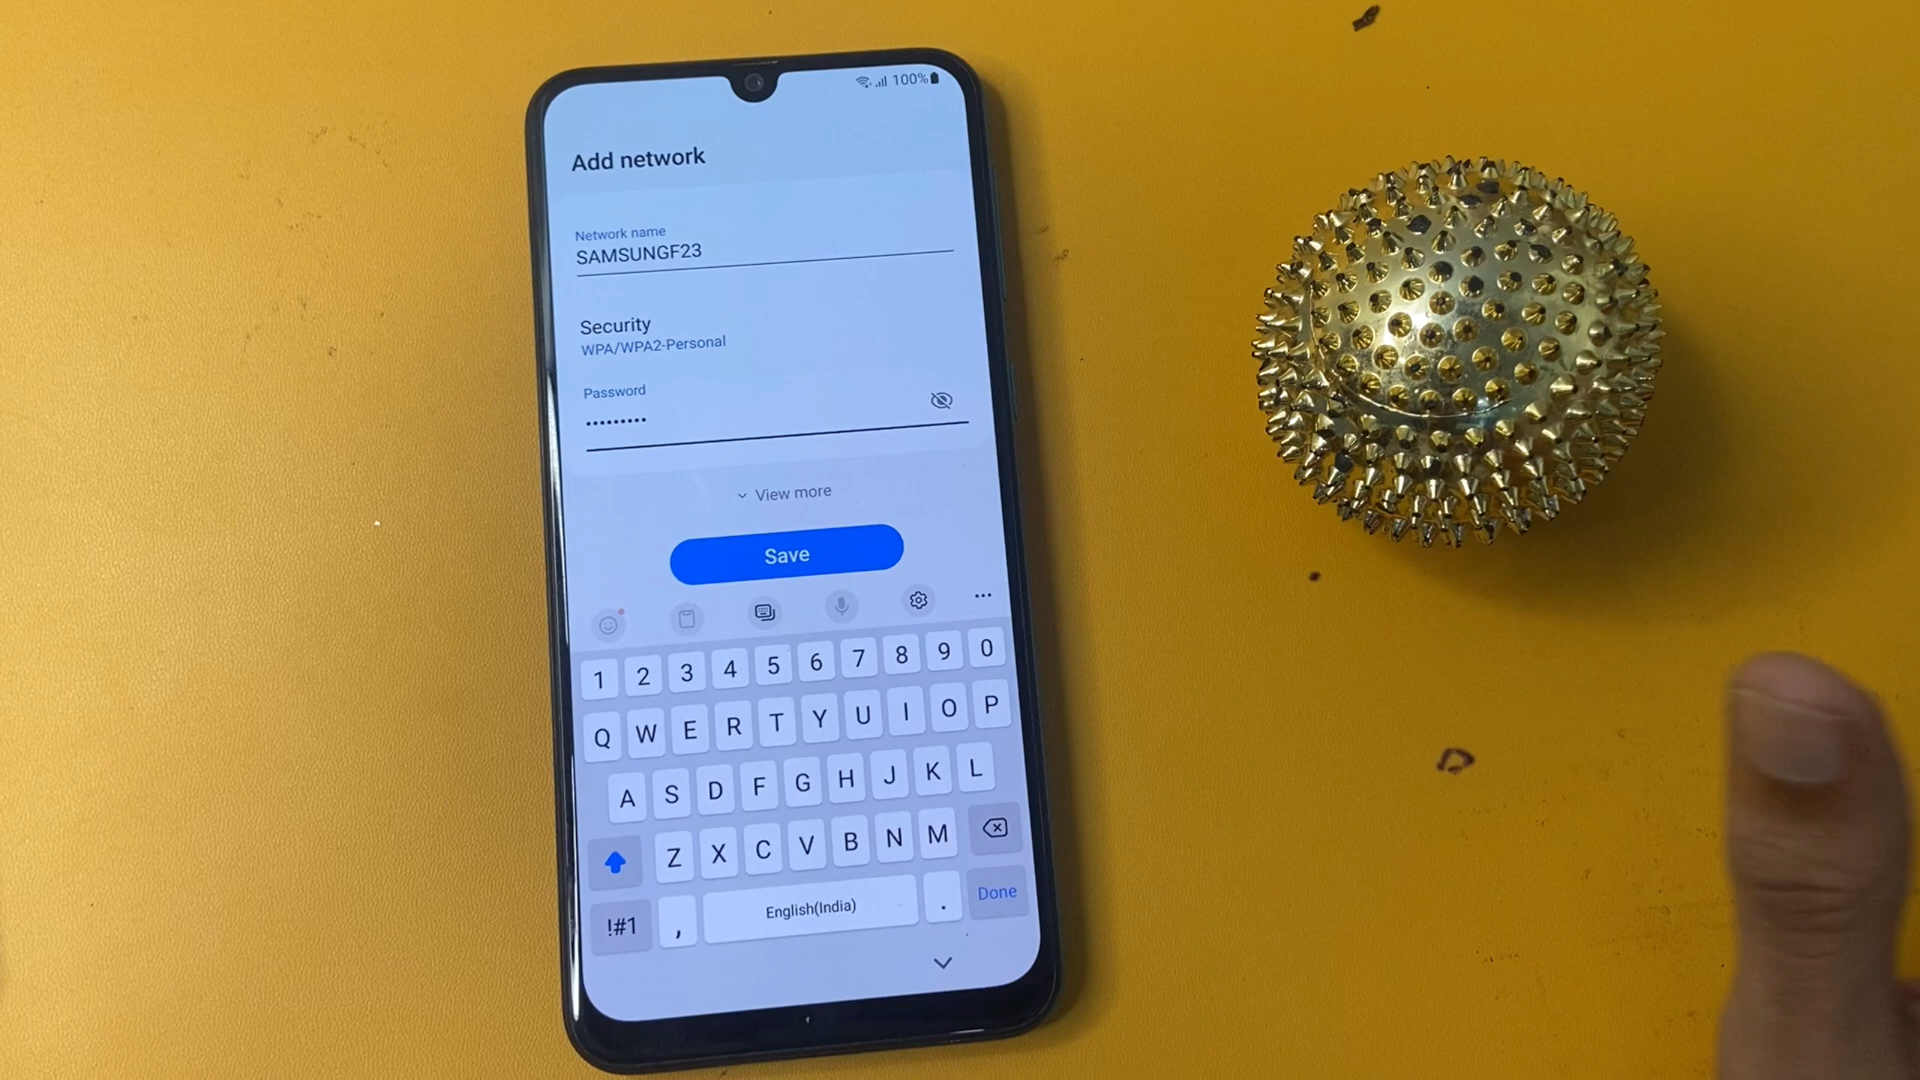 100%
Add network
Network name
SAMSUNGF23
Security
WPA/WPA2-Personal
Password
•••••••••
View more
Save
1 2 3 4 5 6 7 8 9 0
Q W E R T Y U I O P
A S D F G H J K L
Z X C V B N M
!#1 , English(India) . Done